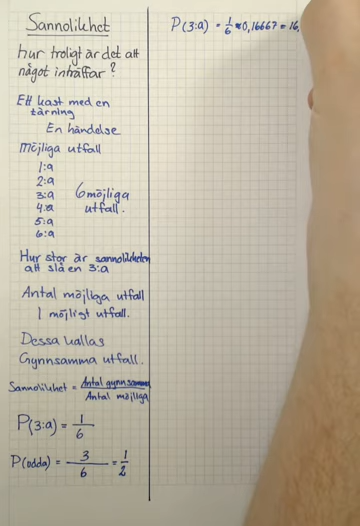 Sannolikhet
Hur troligt är det att
något inträffar?
Ett kast med en
tärning
En händelse
Möjliga utfall
1:a
2:a
3:a
4:a
5:a
6:a
6 möjliga
utfall.
Hur stor är sannolikheten
att slå en 3:a
Antal möjliga utfall
1 möjligt utfall.
Dessa kallas
Gynnsamma utfall.
Sannolikhet = Antal gynnsamma / Antal möjliga
P(3:a) = 1/6
P(udda) = 3/6 = 1/2
P(3:a) = 1/6 ≈ 0,16667 = 16,